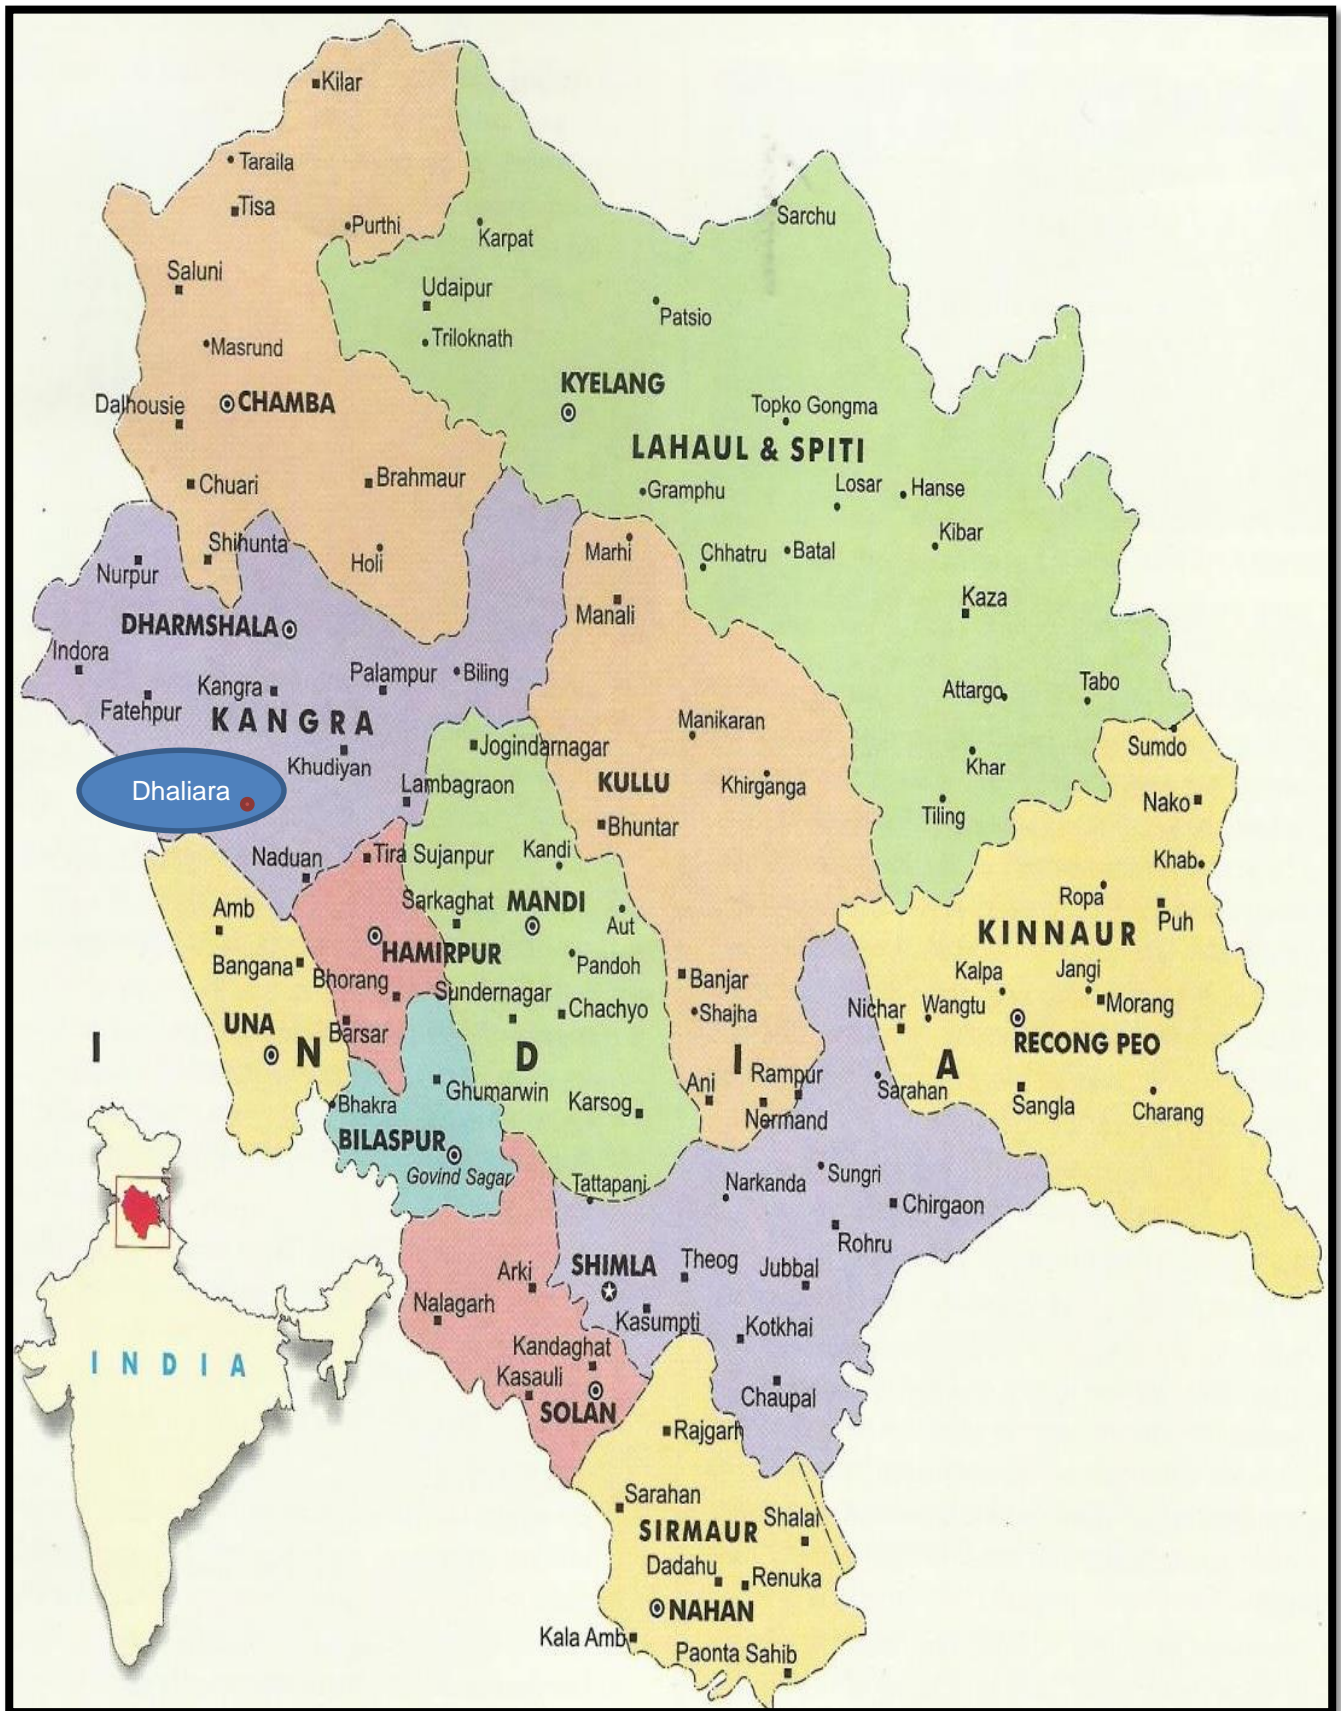 Kilar
Taraila
Tisa
Purthi
Karpat
Sarchu
Saluni
Udaipur
Patsio
Triloknath
Masrund
KYELANG
Dalhousie
CHAMBA
Topko Gongma
LAHAUL & SPITI
Chuari
Brahmaur
Gramphu
Losar
Hanse
Shihunta
Holi
Marhi
Chhatru
Batal
Kibar
Nurpur
Manali
Kaza
DHARMSHALA
Indora
Kangra
Palampur
Biling
Attargo
Tabo
Fatehpur
KANGRA
Manikaran
Jogindarnagar
Sumdo
Khudiyan
Khar
Dhaliara
Lambagraon
KULLU
Khirganga
Nako
Tiling
Bhuntar
Naduan
Tira Sujanpur
Kandi
Khab
Amb
Sarkaghat
MANDI
Aut
Ropa
Puh
KINNAUR
HAMIRPUR
Bangana
Bhorang
Pandoh
Banjar
Kalpa
Jangi
Sundernagar
Chachyo
Shajha
Nichar
Wangtu
Morang
UNA
Barsar
RECONG PEO
I N D I A
Ghumarwin
Bhakra
Karsog
Ani
Rampur
Nermand
Sarahan
Sangla
Charang
BILASPUR
Govind Sagar
Tattapani
Narkanda
Sungri
Chirgaon
Rohru
Arki
SHIMLA
Theog
Jubbal
Nalagarh
Kasumpti
Kotkhai
INDIA
Kandaghat
Kasauli
SOLAN
Chaupal
Rajgarh
Sarahan
Shalai
SIRMAUR
Dadahu
Renuka
NAHAN
Kala Amb
Paonta Sahib